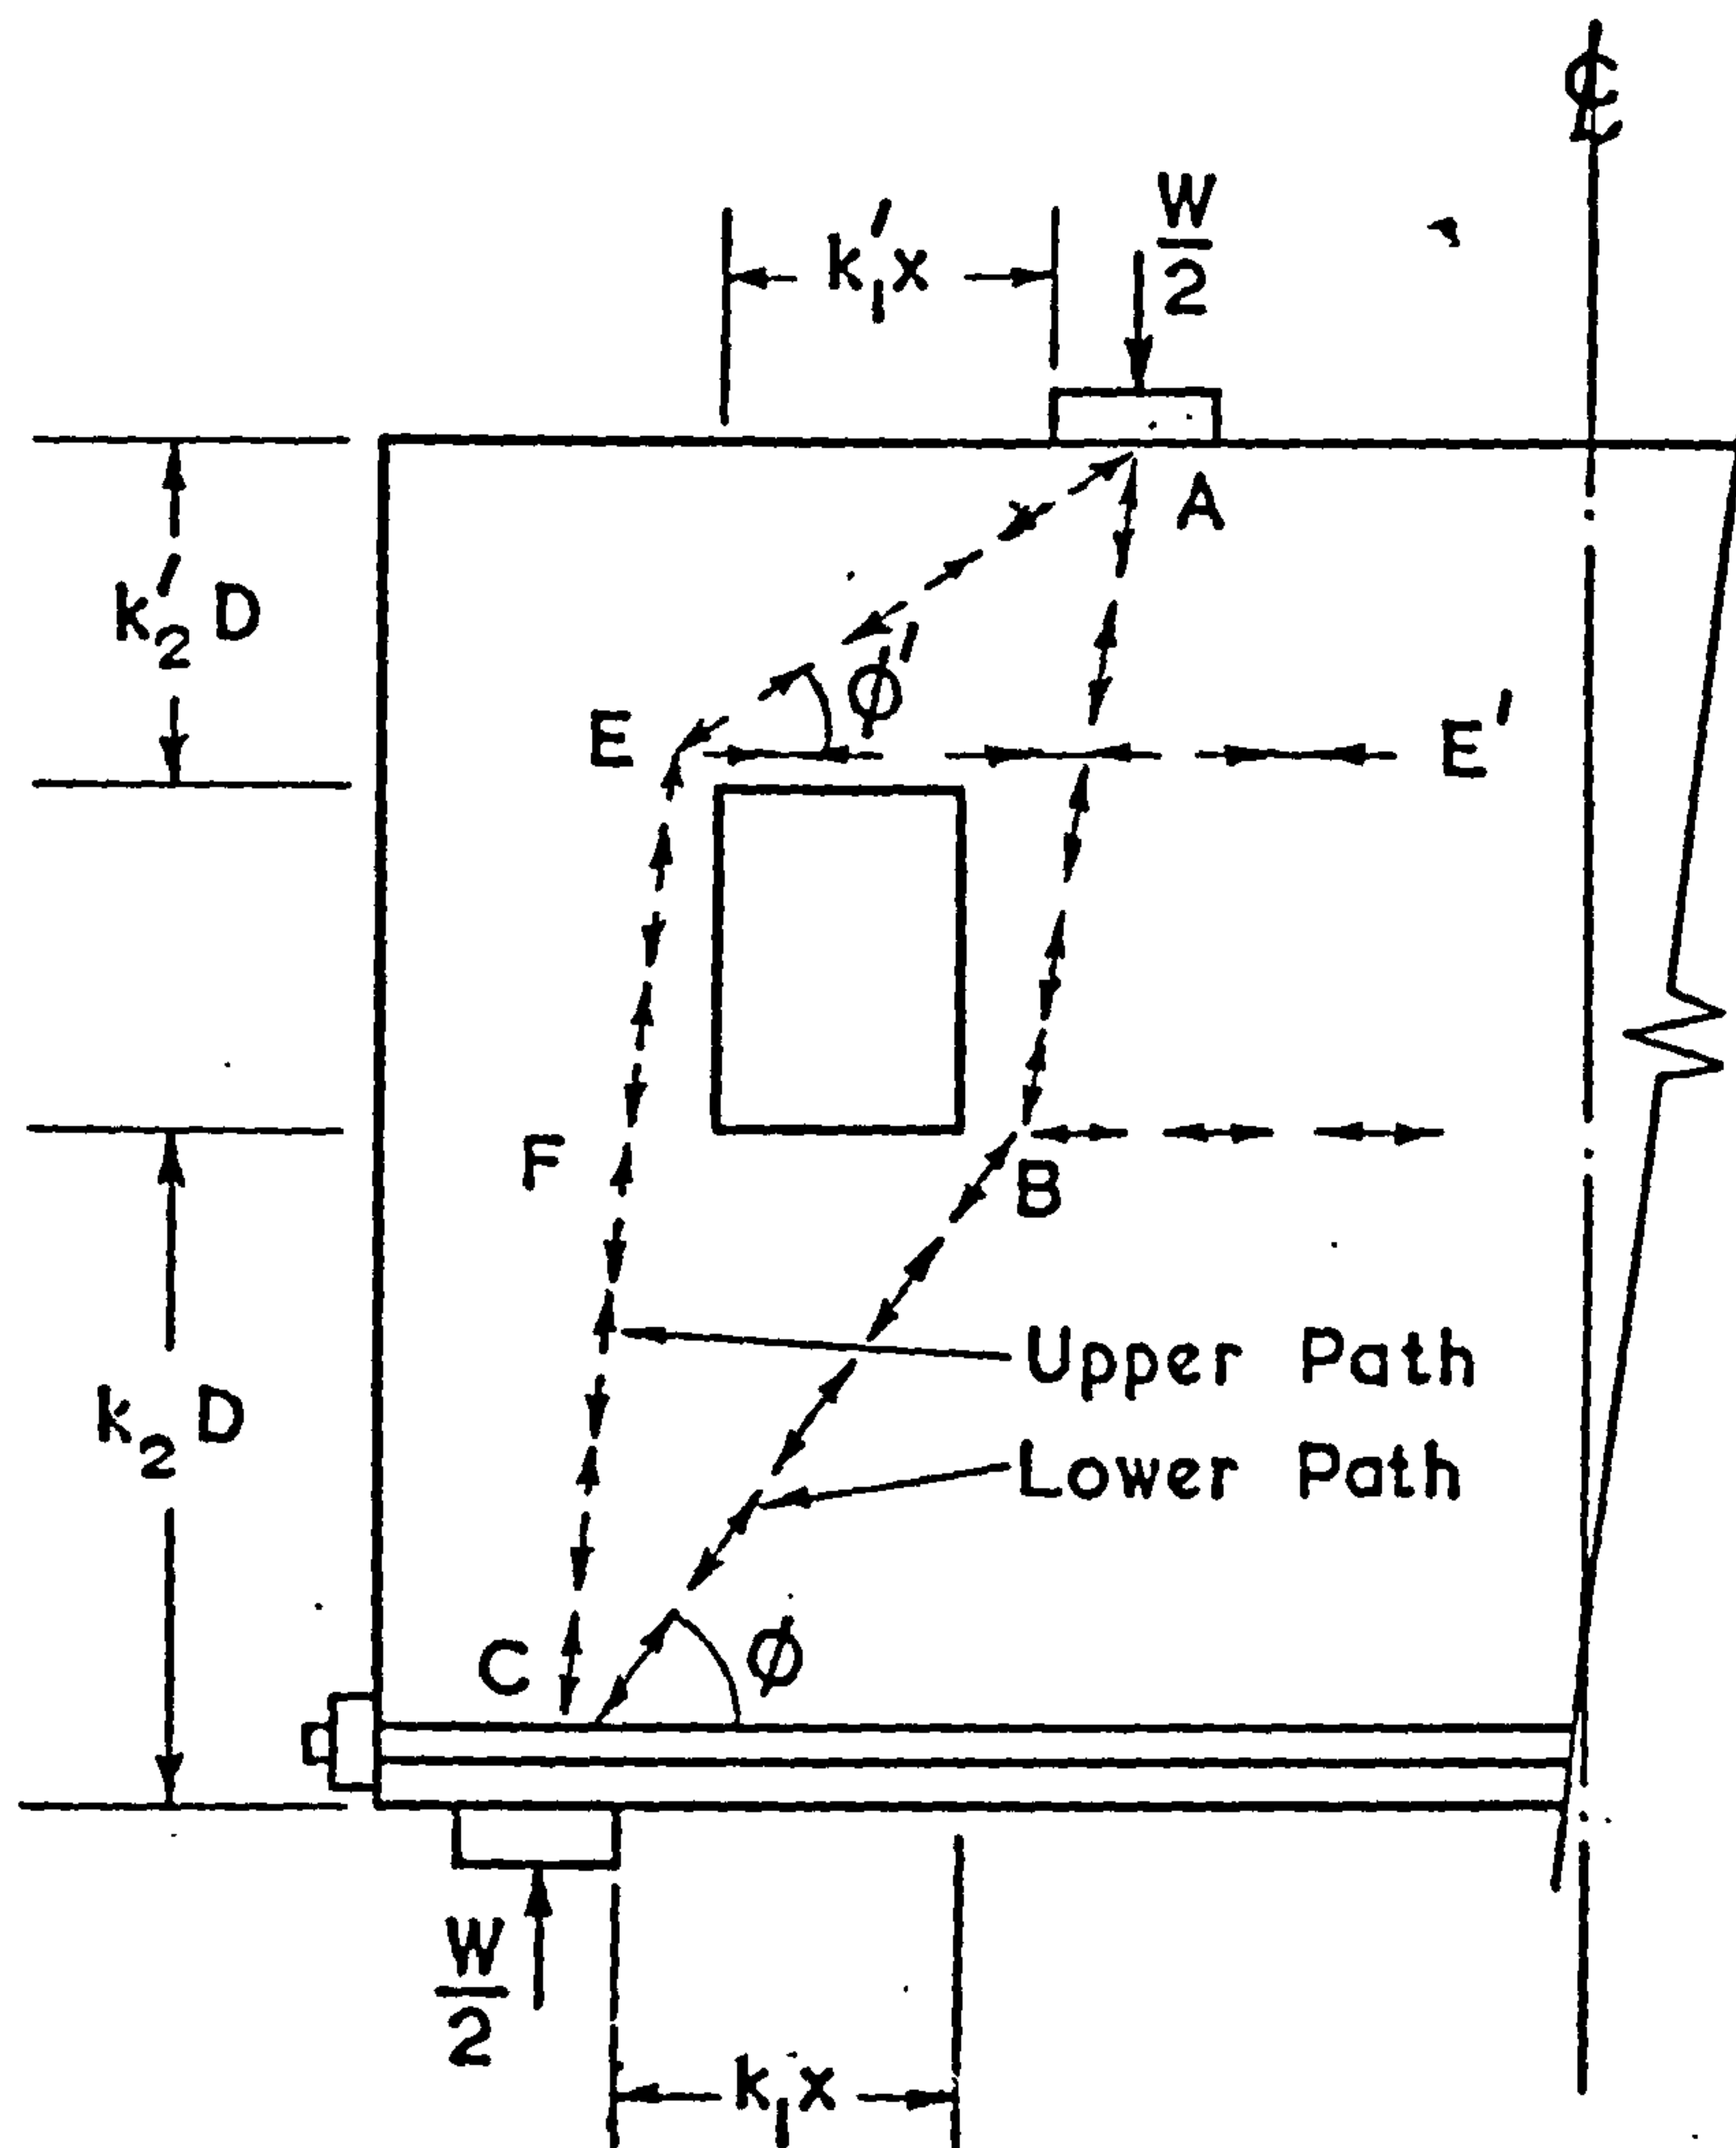 ℄
W/2
k₁′x
A
k₂′D
φ′
E
E′
F
B
Upper Path
k₂D
Lower Path
C
φ
W/2
k₁x